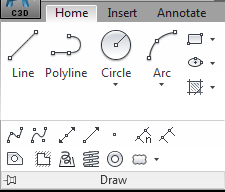 C3D
Home Insert Annotate
Line Polyline Circle Arc
Draw